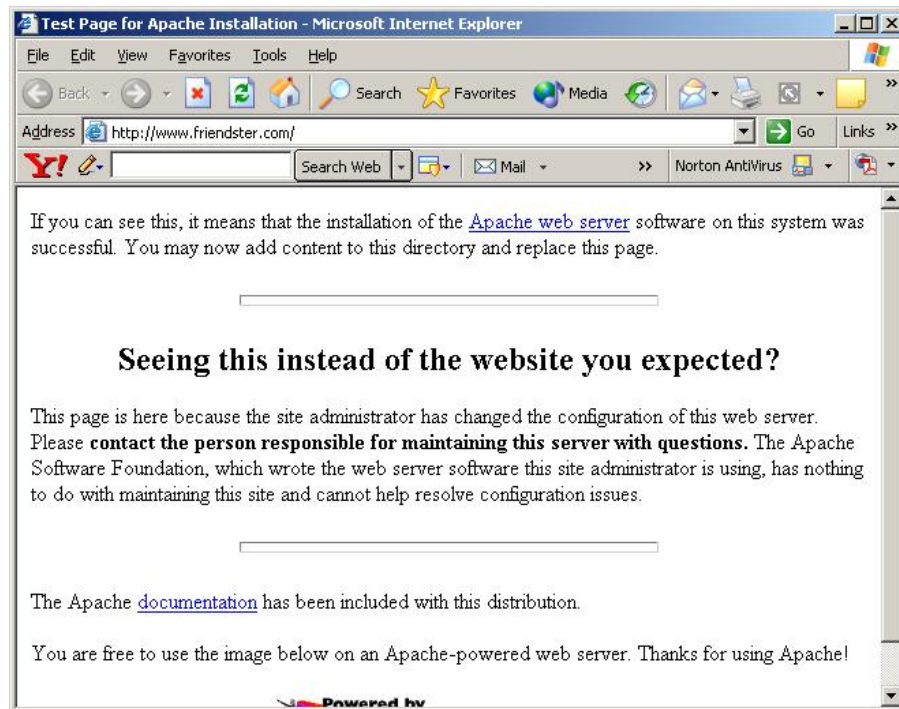 Test Page for Apache Installation - Microsoft Internet Explorer
File Edit View Favorites Tools Help
Back Search Favorites Media
Address http://www.friendster.com/ Go Links »
Y! Search Web Mail » Norton AntiVirus
If you can see this, it means that the installation of the Apache web server software on this system was
successful. You may now add content to this directory and replace this page.
Seeing this instead of the website you expected?
This page is here because the site administrator has changed the configuration of this web server.
Please contact the person responsible for maintaining this server with questions. The Apache
Software Foundation, which wrote the web server software this site administrator is using, has nothing
to do with maintaining this site and cannot help resolve configuration issues.
The Apache documentation has been included with this distribution.
You are free to use the image below on an Apache-powered web server. Thanks for using Apache!
Powered by